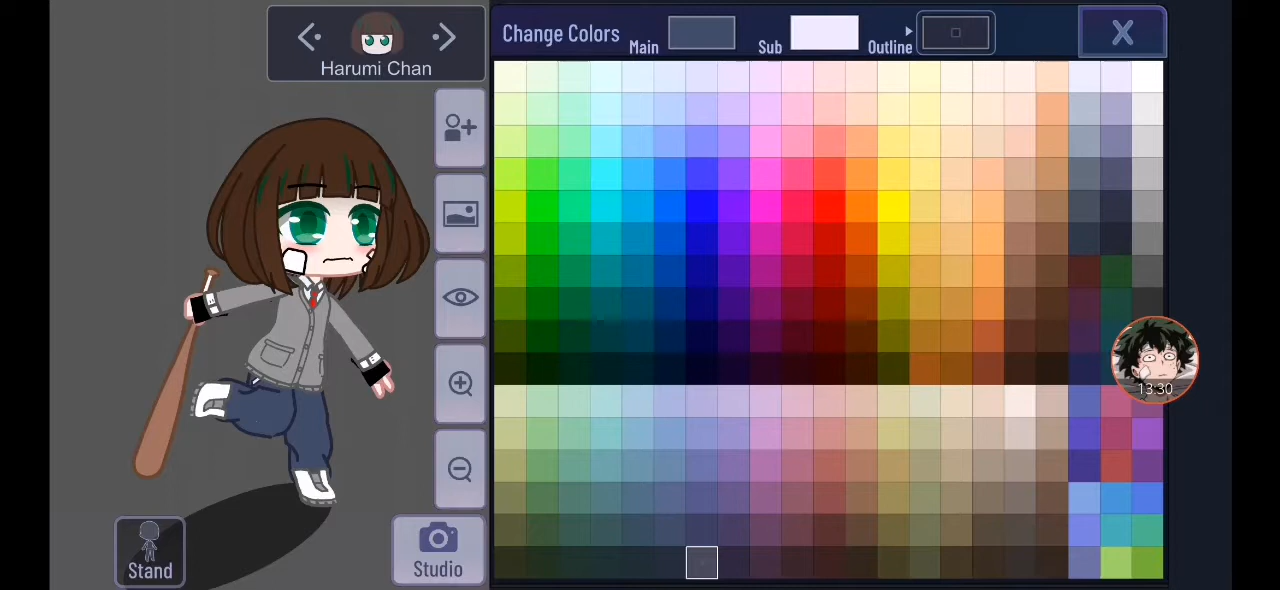 Harumi Chan
Change Colors
Main
Sub
Outline
X
13:30
Stand
Studio